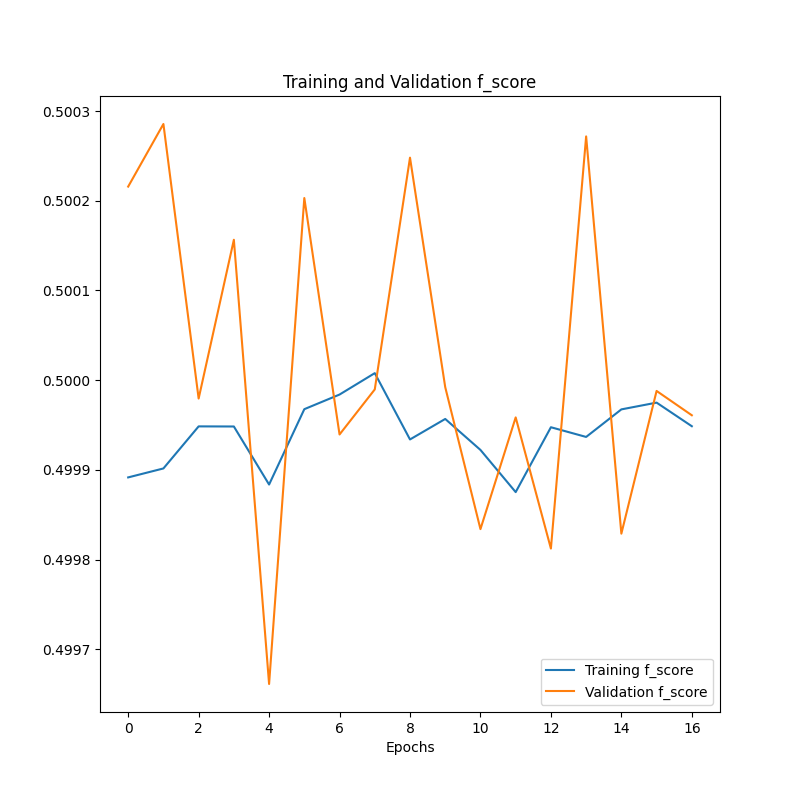 Training and Validation f_score
0.5003
0.5002
0.5001
0.5000
0.4999
0.4998
0.4997
Training f_score
Validation f_score
0 2 4 6 8 10 12 14 16
Epochs